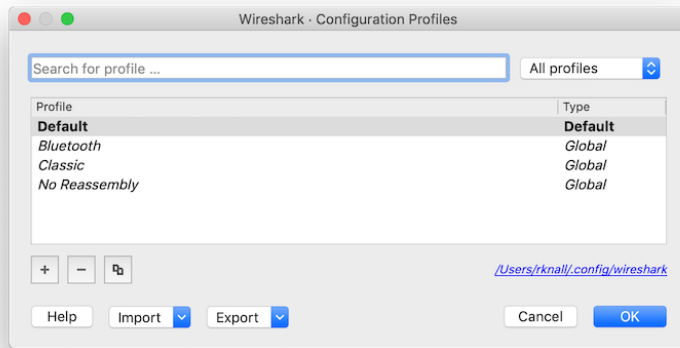 Wireshark · Configuration Profiles
Search for profile ...
All profiles
Profile Type
Default Default
Bluetooth Global
Classic Global
No Reassembly Global
+ −
/Users/rknall/.config/wireshark
Help Import Export Cancel OK